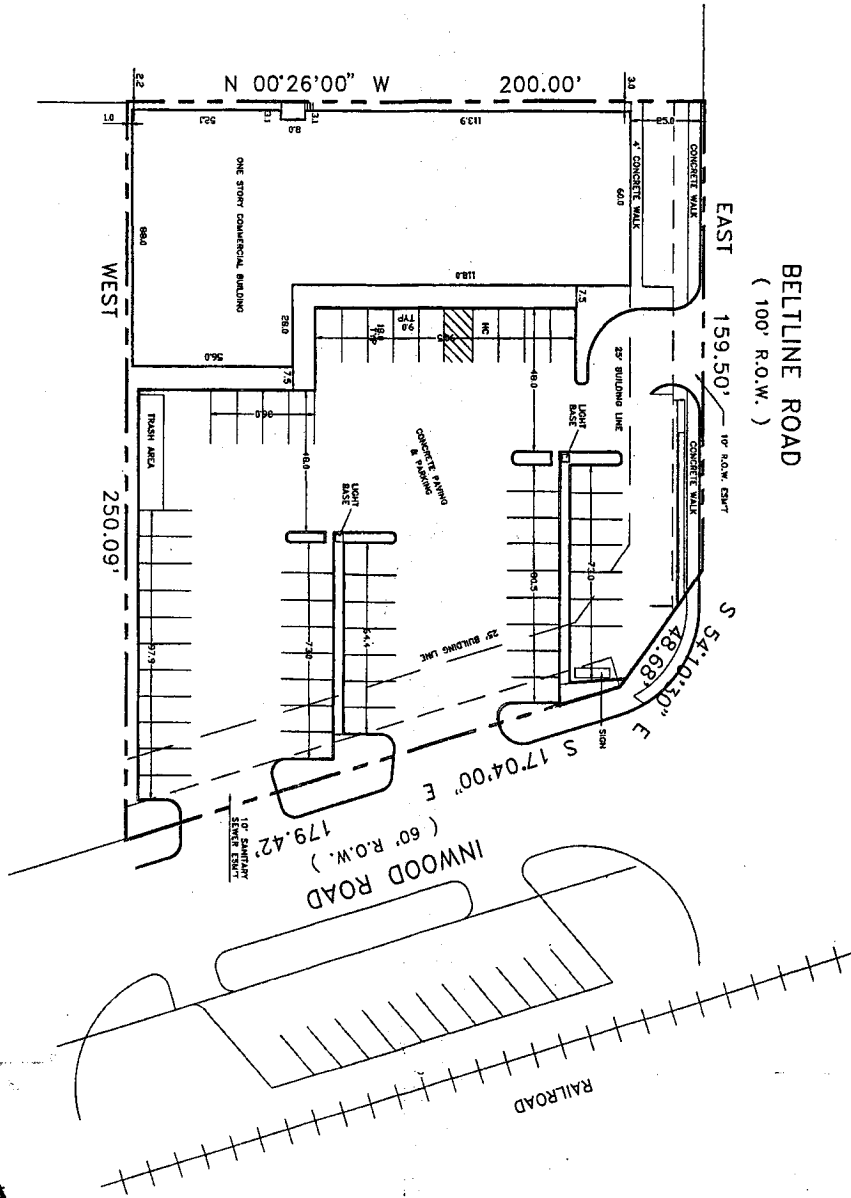 BELTLINE ROAD
( 100' R.O.W. )
EAST 159.50'
10' R.O.W. ESM'T
CONCRETE WALK
CONCRETE WALK
4' CONCRETE WALK
25.0
3.0
N 00°26'00" W 200.00'
2.2
1.0
52.1
3.1
8.0
3.1
113.9
60.0
ONE STORY COMMERCIAL BUILDING
88.0
118.0
7.5
28.0
56.0
7.5
HC
9.0
TYP
18.0
TYP
25' BUILDING LINE
48.0
LIGHT
BASE
CONCRETE PAVING
& PARKING
36.0
48.0
LIGHT
BASE
TRASH AREA
WEST 250.09'
97.9
73.0
64.4
80.5
73.0
25' BUILDING LINE
SIGN
S 54°10'30" E
48.68'
S 17°04'00" E 179.42'
10' SANITARY
SEWER ESM'T
INWOOD ROAD
( 60' R.O.W. )
RAILROAD